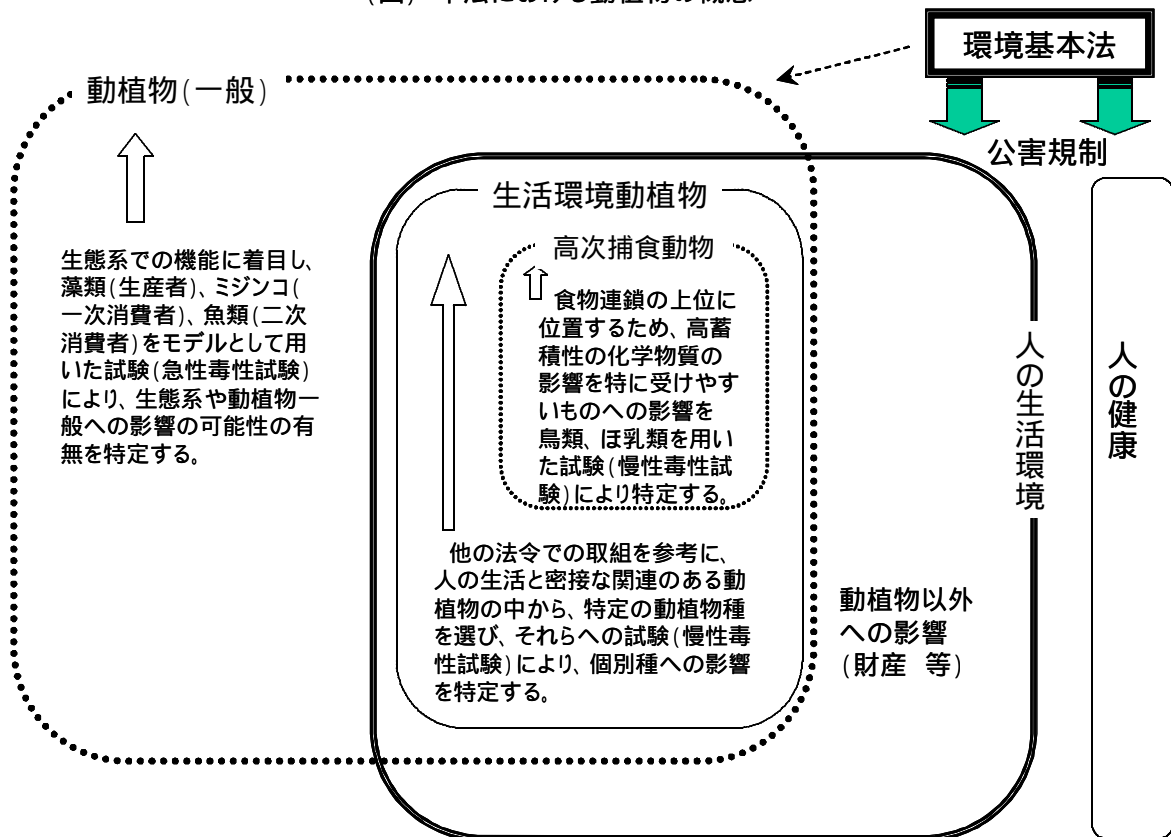 環境基本法
動植物(一般)
公害規制
生活環境動植物
高次捕食動物
生態系での機能に着目し、
藻類(生産者)、ミジンコ(
一次消費者)、魚類(二次
消費者)をモデルとして用
いた試験(急性毒性試験)
により、生態系や動植物一
般への影響の可能性の有
無を特定する。
食物連鎖の上位に
位置するため、高蓄
積性の化学物質の
影響を特に受けやす
いものへの影響を
鳥類、ほ乳類を用い
た試験(慢性毒性試
験)により特定する。
人の生活環境
人の健康
他の法令での取組を参考に、
人の生活と密接な関連のある動
植物の中から、特定の動植物種
を選び、それらへの試験(慢性毒
性試験)により、個別種への影響
を特定する。
動植物以外
への影響
(財産 等)